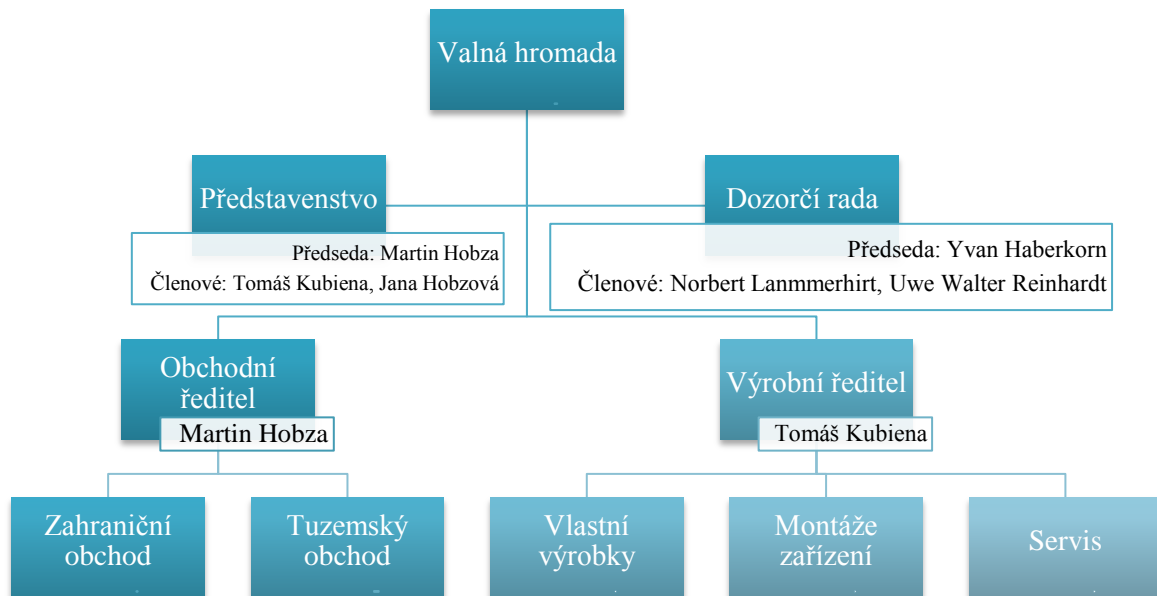 Valná hromada
Představenstvo
Předseda: Martin Hobza
Členové: Tomáš Kubiena, Jana Hobzová
Dozorčí rada
Předseda: Yvan Haberkorn
Členové: Norbert Lanmmerhirt, Uwe Walter Reinhardt
Obchodní
ředitel
Martin Hobza
Výrobní ředitel
Tomáš Kubiena
Zahraniční
obchod
Tuzemský
obchod
Vlastní
výrobky
Montáže
zařízení
Servis